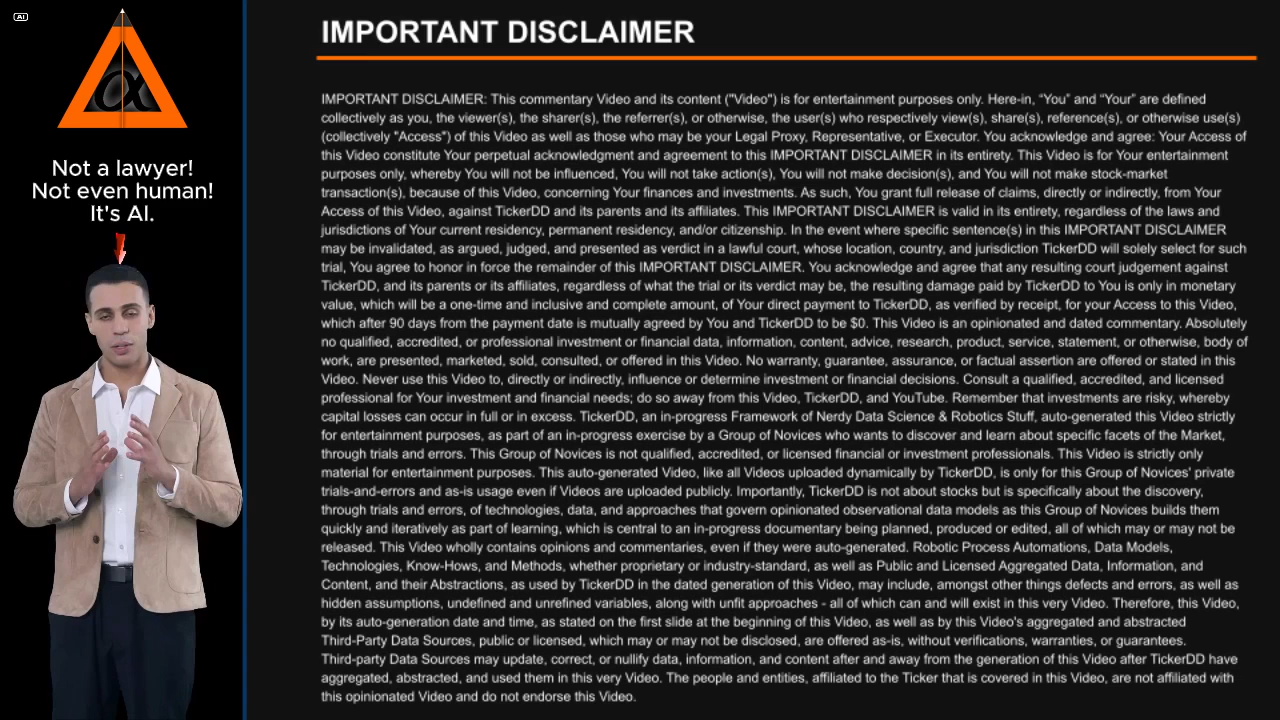 AI
α
Not a lawyer!
Not even human!
It's AI.
IMPORTANT DISCLAIMER
IMPORTANT DISCLAIMER: This commentary Video and its content ("Video") is for entertainment purposes only. Here-in, “You” and “Your” are defined
collectively as you, the viewer(s), the sharer(s), the referrer(s), or otherwise, the user(s) who respectively view(s), share(s), reference(s), or otherwise use(s)
(collectively "Access") of this Video as well as those who may be your Legal Proxy, Representative, or Executor. You acknowledge and agree: Your Access of
this Video constitute Your perpetual acknowledgment and agreement to this IMPORTANT DISCLAIMER in its entirety. This Video is for Your entertainment
purposes only, whereby You will not be influenced, You will not take action(s), You will not make decision(s), and You will not make stock-market
transaction(s), because of this Video, concerning Your finances and investments. As such, You grant full release of claims, directly or indirectly, from Your
Access of this Video, against TickerDD and its parents and its affiliates. This IMPORTANT DISCLAIMER is valid in its entirety, regardless of the laws and
jurisdictions of Your current residency, permanent residency, and/or citizenship. In the event where specific sentence(s) in this IMPORTANT DISCLAIMER
may be invalidated, as argued, judged, and presented as verdict in a lawful court, whose location, country, and jurisdiction TickerDD will solely select for such
trial, You agree to honor in force the remainder of this IMPORTANT DISCLAIMER. You acknowledge and agree that any resulting court judgement against
TickerDD, and its parents or its affiliates, regardless of what the trial or its verdict may be, the resulting damage paid by TickerDD to You is only in monetary
value, which will be a one-time and inclusive and complete amount, of Your direct payment to TickerDD, as verified by receipt, for your Access to this Video,
which after 90 days from the payment date is mutually agreed by You and TickerDD to be $0. This Video is an opinionated and dated commentary. Absolutely
no qualified, accredited, or professional investment or financial data, information, content, advice, research, product, service, statement, or otherwise, body of
work, are presented, marketed, sold, consulted, or offered in this Video. No warranty, guarantee, assurance, or factual assertion are offered or stated in this
Video. Never use this Video to, directly or indirectly, influence or determine investment or financial decisions. Consult a qualified, accredited, and licensed
professional for Your investment and financial needs; do so away from this Video, TickerDD, and YouTube. Remember that investments are risky, whereby
capital losses can occur in full or in excess. TickerDD, an in-progress Framework of Nerdy Data Science & Robotics Stuff, auto-generated this Video strictly
for entertainment purposes, as part of an in-progress exercise by a Group of Novices who wants to discover and learn about specific facets of the Market,
through trials and errors. This Group of Novices is not qualified, accredited, or licensed financial or investment professionals. This Video is strictly only
material for entertainment purposes. This auto-generated Video, like all Videos uploaded dynamically by TickerDD, is only for this Group of Novices' private
trials-and-errors and as-is usage even if Videos are uploaded publicly. Importantly, TickerDD is not about stocks but is specifically about the discovery,
through trials and errors, of technologies, data, and approaches that govern opinionated observational data models as this Group of Novices builds them
quickly and iteratively as part of learning, which is central to an in-progress documentary being planned, produced or edited, all of which may or may not be
released. This Video wholly contains opinions and commentaries, even if they were auto-generated. Robotic Process Automations, Data Models,
Technologies, Know-Hows, and Methods, whether proprietary or industry-standard, as well as Public and Licensed Aggregated Data, Information, and
Content, and their Abstractions, as used by TickerDD in the dated generation of this Video, may include, amongst other things defects and errors, as well as
hidden assumptions, undefined and unrefined variables, along with unfit approaches - all of which can and will exist in this very Video. Therefore, this Video,
by its auto-generation date and time, as stated on the first slide at the beginning of this Video, as well as by this Video's aggregated and abstracted
Third-Party Data Sources, public or licensed, which may or may not be disclosed, are offered as-is, without verifications, warranties, or guarantees.
Third-party Data Sources may update, correct, or nullify data, information, and content after and away from the generation of this Video after TickerDD have
aggregated, abstracted, and used them in this very Video. The people and entities, affiliated to the Ticker that is covered in this Video, are not affiliated with
this opinionated Video and do not endorse this Video.